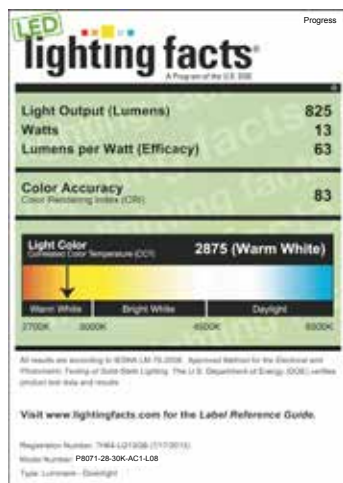 Progress
LED
lighting facts®
A Program of the U.S. DOE
Light Output (Lumens) 825
Watts 13
Lumens per Watt (Efficacy) 63
Color Accuracy 83
Color Rendering Index (CRI)
Light Color 2875 (Warm White)
Correlated Color Temperature (CCT)
Warm White Bright White Daylight
2700K 3000K 4500K 6500K
All results are according to IESNA LM-79-2008: Approved Method for the Electrical and
Photometric Testing of Solid-State Lighting. The U.S. Department of Energy (DOE) verifies
product test data and results.
Visit www.lightingfacts.com for the Label Reference Guide.
Registration Number:
Model Number: P8071-28-30K-AC1-L08
Type: Luminaire - Downlight